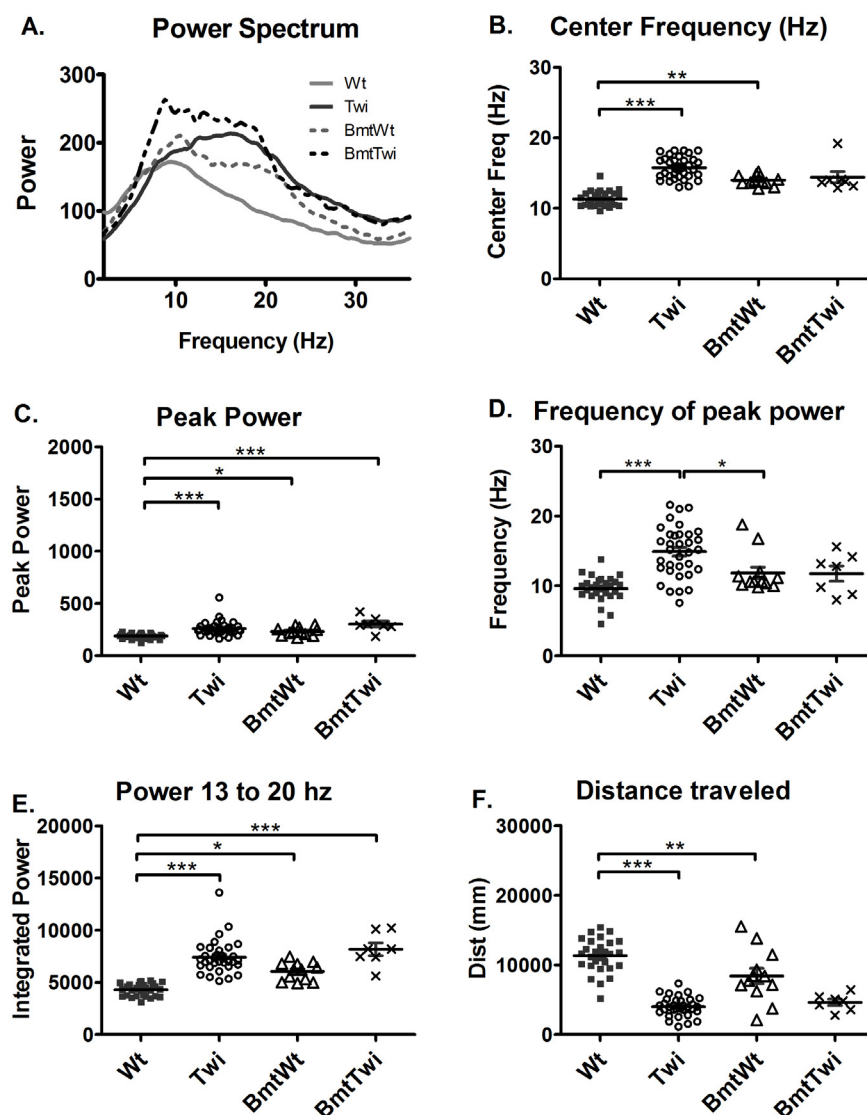 A.
Power Spectrum
300
200
100
0
Power
10 20 30
Frequency (Hz)
Wt
Twi
BmtWt
BmtTwi
B.
Center Frequency (Hz)
30
20
10
0
Center Freq (Hz)
**
***
Wt Twi BmtWt BmtTwi
C.
Peak Power
2000
1500
1000
500
0
Peak Power
***
*
***
Wt Twi BmtWt BmtTwi
D.
Frequency of peak power
30
20
10
0
Frequency (Hz)
*** *
Wt Twi BmtWt BmtTwi
E.
Power 13 to 20 hz
20000
15000
10000
5000
0
Integrated Power
***
*
***
Wt Twi BmtWt BmtTwi
F.
Distance traveled
30000
20000
10000
0
Dist (mm)
**
***
Wt Twi BmtWt BmtTwi